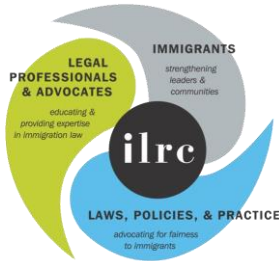 LEGAL
PROFESSIONALS
& ADVOCATES
educating &
providing expertise
in immigration law
IMMIGRANTS
strengthening
leaders &
communities
ilrc
LAWS, POLICIES, & PRACTICE
advocating for fairness
to immigrants